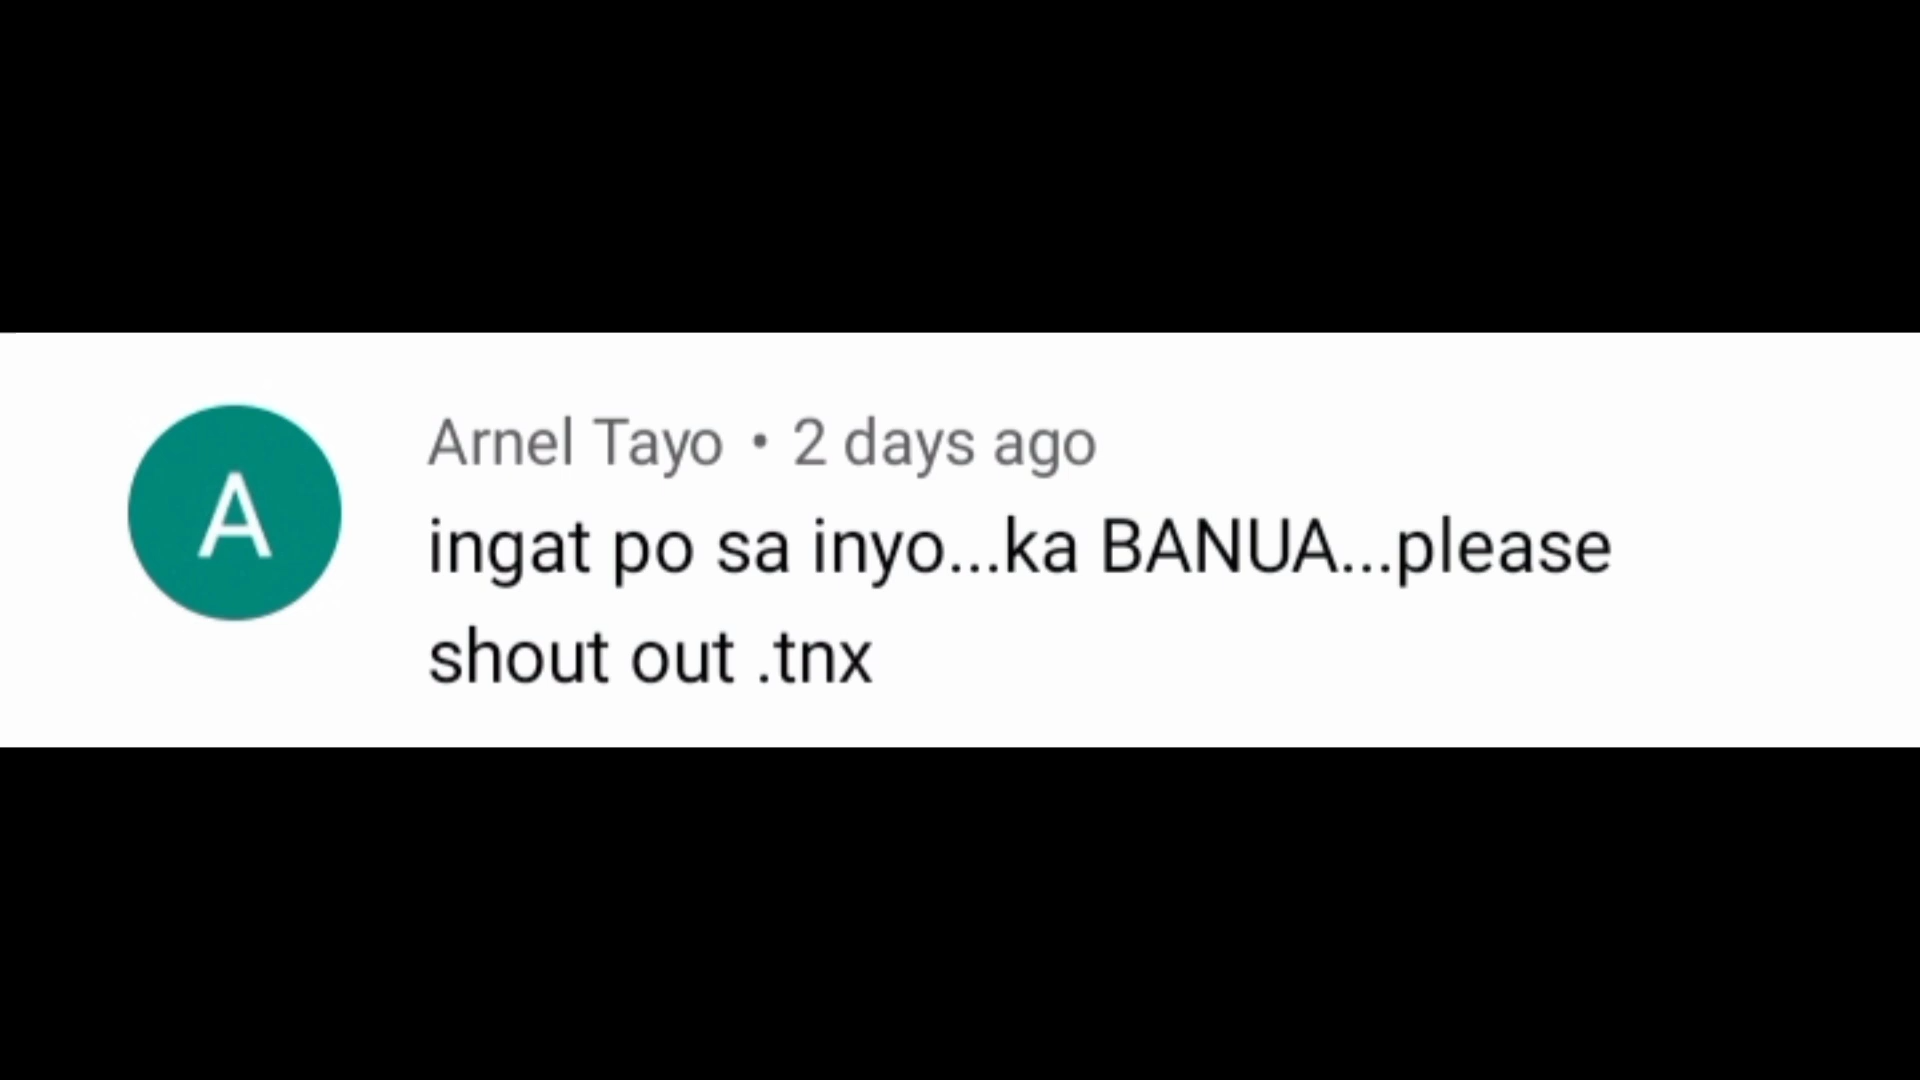 A
Arnel Tayo • 2 days ago
ingat po sa inyo...ka BANUA...please
shout out .tnx